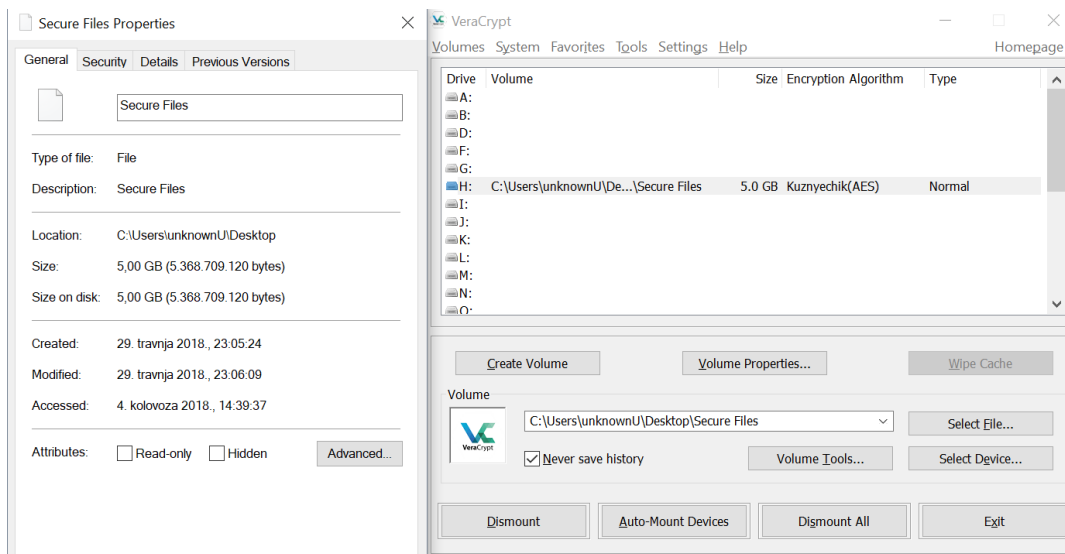 Secure Files Properties
General Security Details Previous Versions
Secure Files
Type of file: File
Description: Secure Files
Location: C:\Users\unknownU\Desktop
Size: 5,00 GB (5.368.709.120 bytes)
Size on disk: 5,00 GB (5.368.709.120 bytes)
Created: 29. travnja 2018., 23:05:24
Modified: 29. travnja 2018., 23:06:09
Accessed: 4. kolovoza 2018., 14:39:37
Attributes: Read-only Hidden Advanced...
VeraCrypt
Volumes System Favorites Tools Settings Help Homepage
Drive Volume Size Encryption Algorithm Type
A:
B:
D:
F:
G:
H: C:\Users\unknownU\De...\Secure Files 5.0 GB Kuznyechik(AES) Normal
I:
J:
K:
L:
M:
N:
O:
Create Volume Volume Properties... Wipe Cache
Volume
C:\Users\unknownU\Desktop\Secure Files Select File...
VeraCrypt
Never save history Volume Tools... Select Device...
Dismount Auto-Mount Devices Dismount All Exit